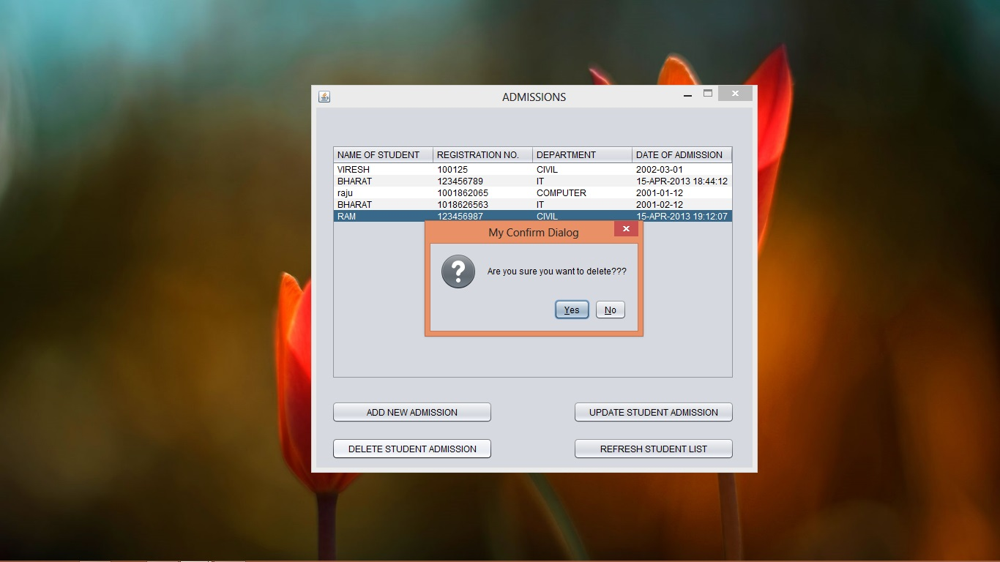 ADMISSIONS
NAME OF STUDENT REGISTRATION NO. DEPARTMENT DATE OF ADMISSION
VIRESH 100125 CIVIL 2002-03-01
BHARAT 123456789 IT 15-APR-2013 18:44:12
raju 1001862065 COMPUTER 2001-01-12
BHARAT 1018626563 IT 2001-02-12
RAM 123456987 CIVIL 15-APR-2013 19:12:07
My Confirm Dialog
Are you sure you want to delete???
Yes No
ADD NEW ADMISSION UPDATE STUDENT ADMISSION
DELETE STUDENT ADMISSION REFRESH STUDENT LIST